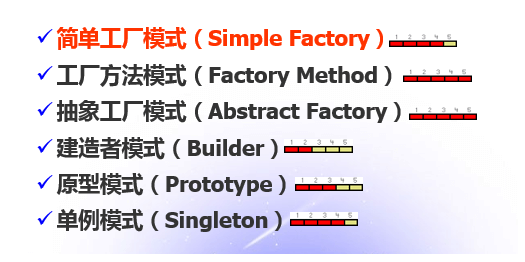 简单工厂模式（Simple Factory）1 2 3 4 5
工厂方法模式（Factory Method）1 2 3 4 5
抽象工厂模式（Abstract Factory）1 2 3 4 5
建造者模式（Builder）1 2 3 4 5
原型模式（Prototype）1 2 3 4 5
单例模式（Singleton）1 2 3 4 5